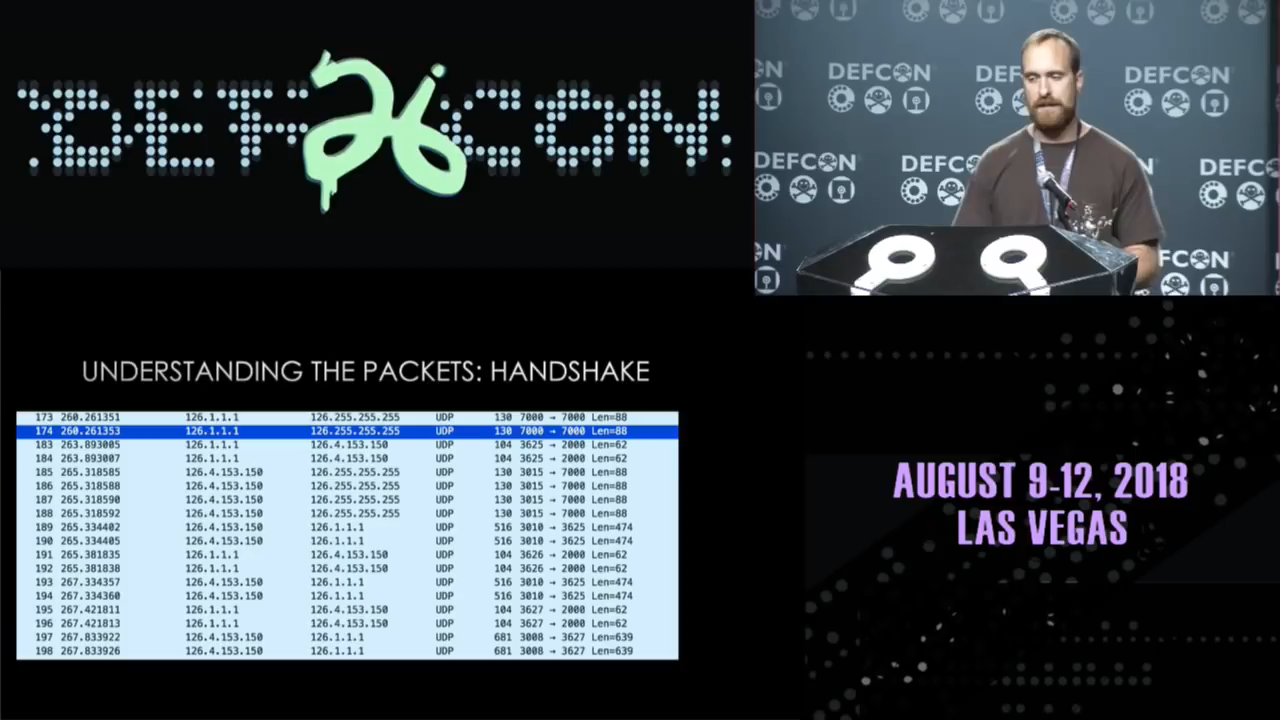 DEF 26 CON
DEFCON
DEF
DEFCON
DEFCON
DEFCON
DEFCON
FCON
UNDERSTANDING THE PACKETS: HANDSHAKE
173 260.261351 126.1.1.1 126.255.255.255 UDP 130 7000 → 7000 Len=88
174 260.261353 126.1.1.1 126.255.255.255 UDP 130 7000 → 7000 Len=88
183 263.893005 126.1.1.1 126.4.153.150 UDP 104 3625 → 2000 Len=62
184 263.893007 126.1.1.1 126.4.153.150 UDP 104 3625 → 2000 Len=62
185 265.318585 126.4.153.150 126.255.255.255 UDP 130 3015 → 7000 Len=88
186 265.318588 126.4.153.150 126.255.255.255 UDP 130 3015 → 7000 Len=88
187 265.318590 126.4.153.150 126.255.255.255 UDP 130 3015 → 7000 Len=88
188 265.318592 126.4.153.150 126.255.255.255 UDP 130 3015 → 7000 Len=88
189 265.334402 126.4.153.150 126.1.1.1 UDP 516 3010 → 3625 Len=474
190 265.334405 126.4.153.150 126.1.1.1 UDP 516 3010 → 3625 Len=474
191 265.381835 126.1.1.1 126.4.153.150 UDP 104 3626 → 2000 Len=62
192 265.381838 126.1.1.1 126.4.153.150 UDP 104 3626 → 2000 Len=62
193 267.334357 126.4.153.150 126.1.1.1 UDP 516 3010 → 3625 Len=474
194 267.334360 126.4.153.150 126.1.1.1 UDP 516 3010 → 3625 Len=474
195 267.421811 126.1.1.1 126.4.153.150 UDP 104 3627 → 2000 Len=62
196 267.421813 126.1.1.1 126.4.153.150 UDP 104 3627 → 2000 Len=62
197 267.833922 126.4.153.150 126.1.1.1 UDP 681 3008 → 3627 Len=639
198 267.833926 126.4.153.150 126.1.1.1 UDP 681 3008 → 3627 Len=639
AUGUST 9-12, 2018
LAS VEGAS